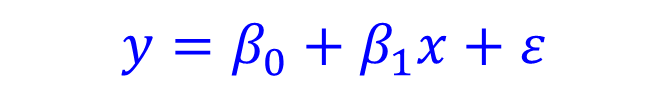 y = β₀ + β₁x + ε